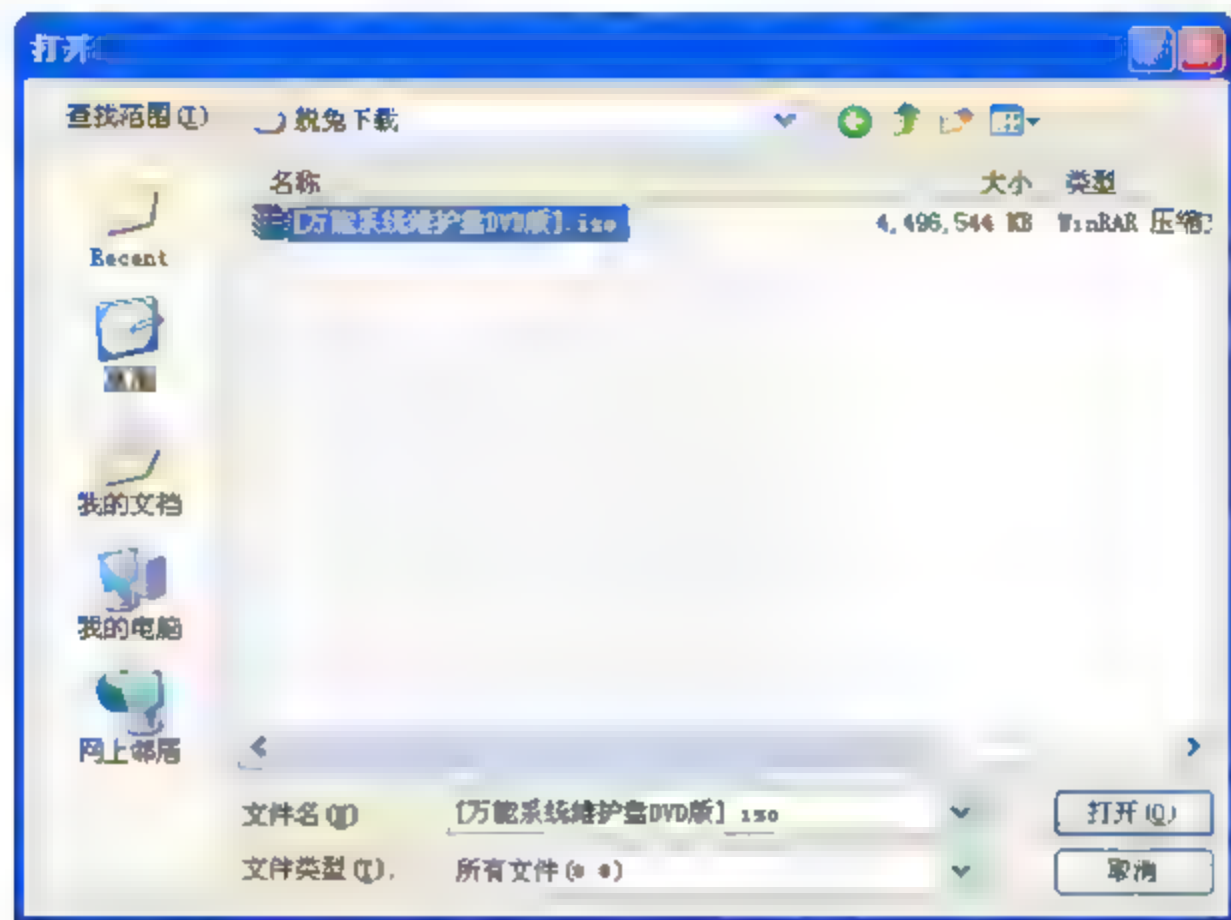 打开
查找范围(I)
脱兔下载
名称 大小 类型
[万能系统维护盘DVD版].iso 4,496,544 KB WinRAR 压缩
Recent
我的文档
我的电脑
网上邻居
文件名(N) [万能系统维护盘DVD版].iso 打开(O)
文件类型(T): 所有文件(*.*) 取消